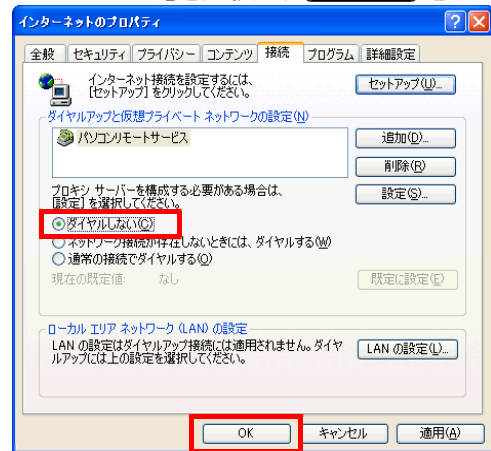 インターネットのプロパティ
全般 セキュリティ プライバシー コンテンツ 接続 プログラム 詳細設定
インターネット接続を設定するには、
[セットアップ] をクリックしてください。
セットアップ(U)...
ダイヤルアップと仮想プライベート ネットワークの設定(N)
パソコンリモートサービス
追加(D)...
削除(R)
プロキシ サーバーを構成する必要がある場合は、
[設定] を選択してください。
設定(S)...
ダイヤルしない(C)
ネットワーク接続が存在しないときには、ダイヤルする(W)
通常の接続でダイヤルする(O)
現在の既定値: なし
既定に設定(E)
ローカル エリア ネットワーク (LAN) の設定
LAN の設定はダイヤルアップ接続には適用されません。ダイヤ
ルアップには上の設定を選択してください。
LAN の設定(L)...
OK キャンセル 適用(A)